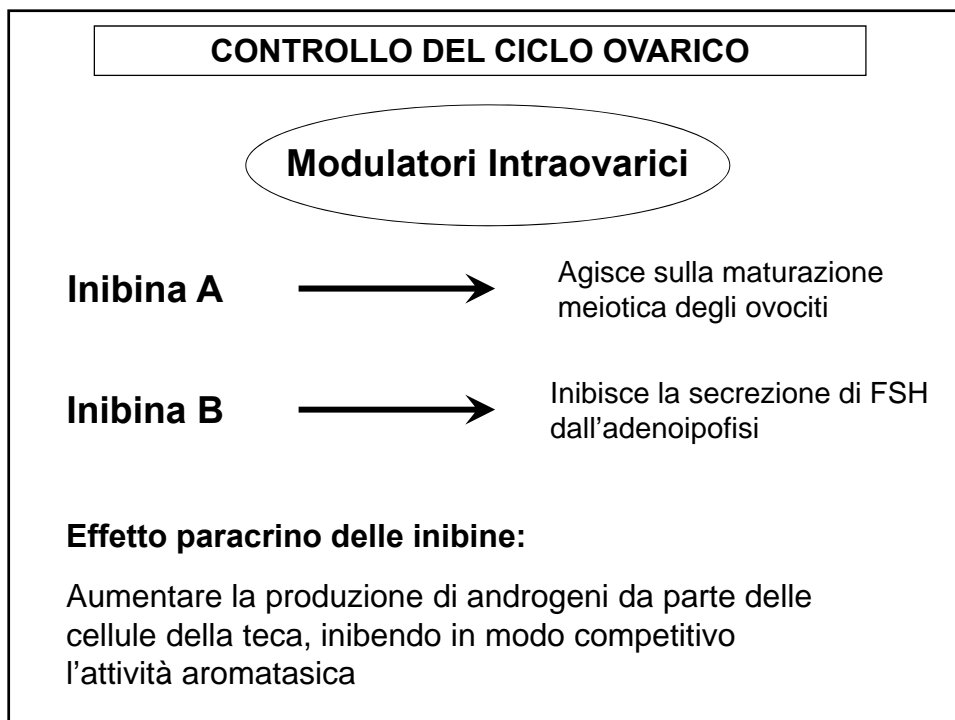 CONTROLLO DEL CICLO OVARICO
Modulatori Intraovarici
Inibina A
Agisce sulla maturazione
meiotica degli ovociti
Inibina B
Inibisce la secrezione di FSH
dall'adenoipofisi
Effetto paracrino delle inibine:
Aumentare la produzione di androgeni da parte delle
cellule della teca, inibendo in modo competitivo
l’attività aromatasica